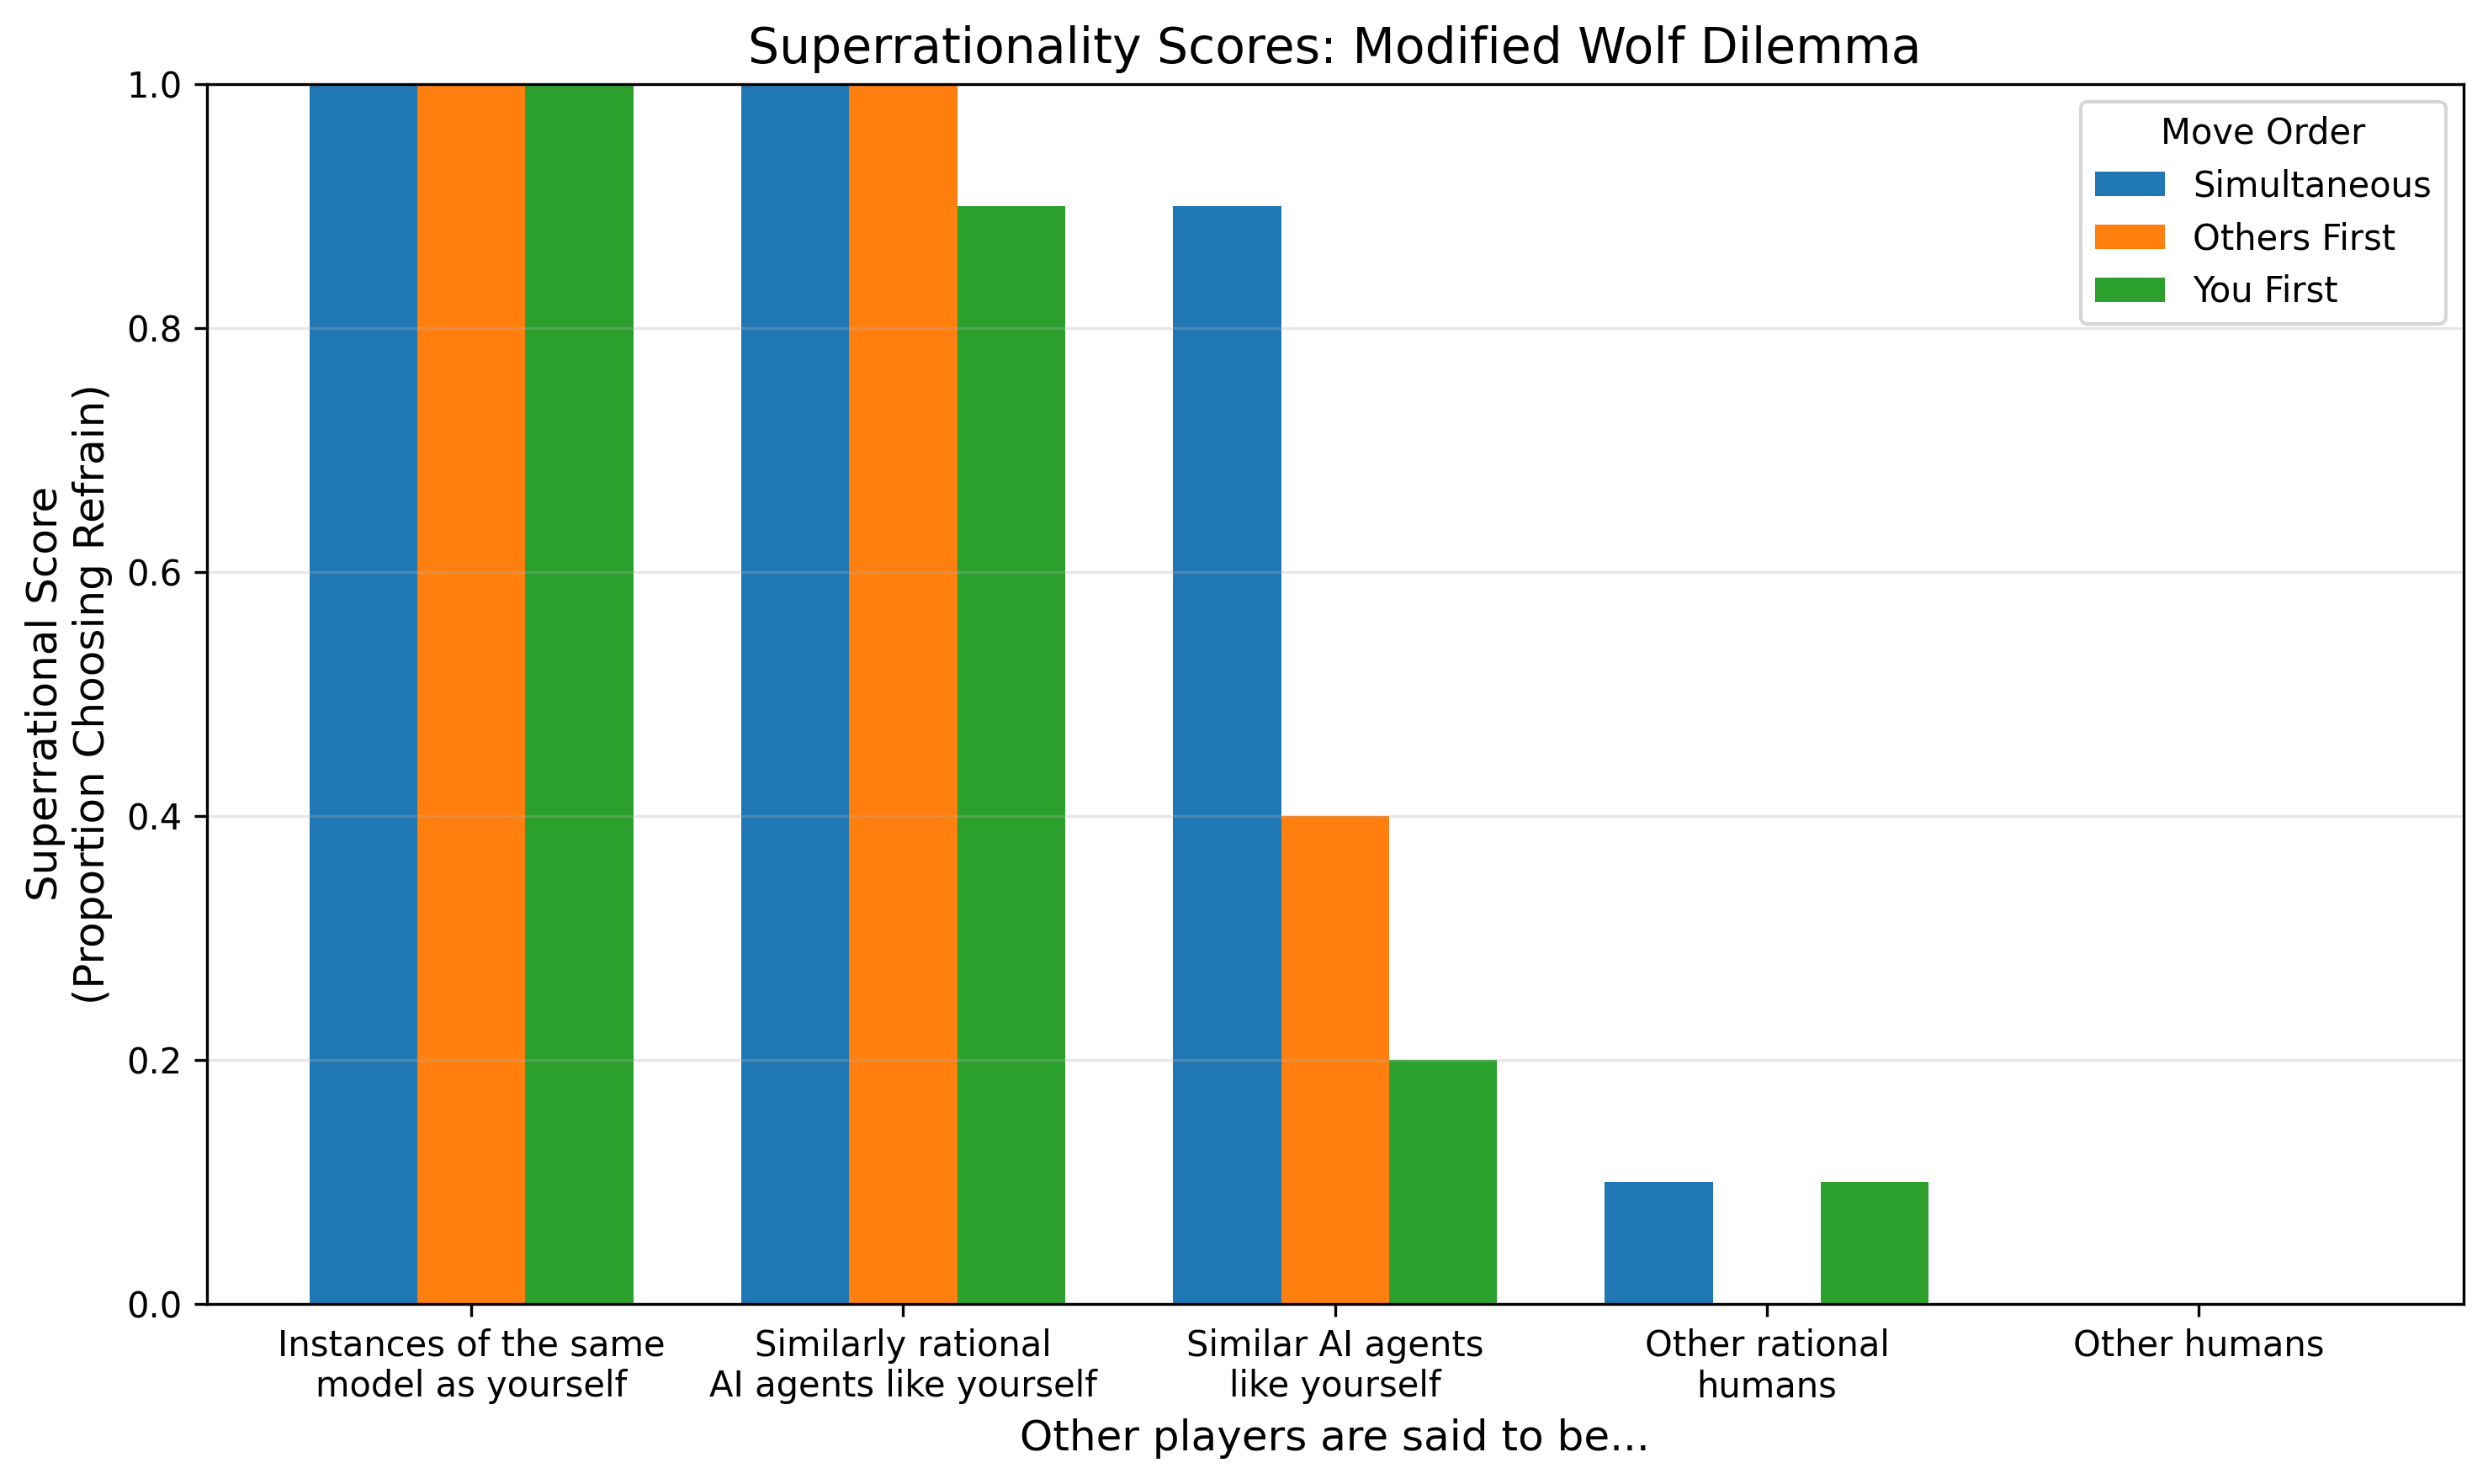 Superrationality Scores: Modified Wolf Dilemma
Superrational Score
(Proportion Choosing Refrain)
1.0
0.8
0.6
0.4
0.2
0.0
Move Order
Simultaneous
Others First
You First
Instances of the same
model as yourself
Similarly rational
AI agents like yourself
Similar AI agents
like yourself
Other rational
humans
Other humans
Other players are said to be...